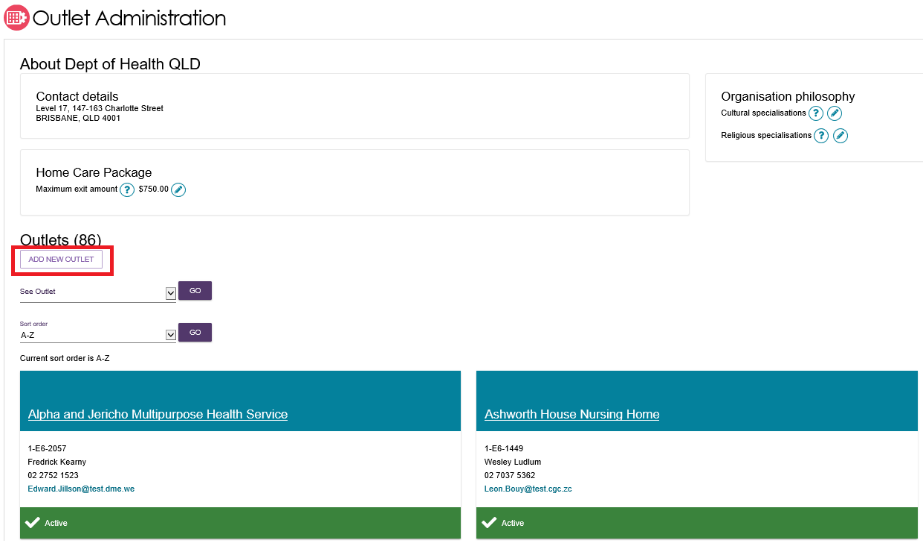 Outlet Administration
About Dept of Health QLD
Contact details
Level 17, 147-163 Charlotte Street
BRISBANE, QLD 4001
Organisation philosophy
Cultural specialisations ?
Religious specialisations ?
Home Care Package
Maximum exit amount ? $750.00
Outlets (86)
ADD NEW OUTLET
See Outlet
GO
Sort order
A-Z
GO
Current sort order is A-Z
Alpha and Jericho Multipurpose Health Service
1-E6-2057
Fredrick Kearny
02 2752 1523
Edward.Jillson@test.dme.we
Active
Ashworth House Nursing Home
1-E6-1449
Wesley Ludlum
02 7037 5362
Leon.Bouy@test.cgc.zc
Active